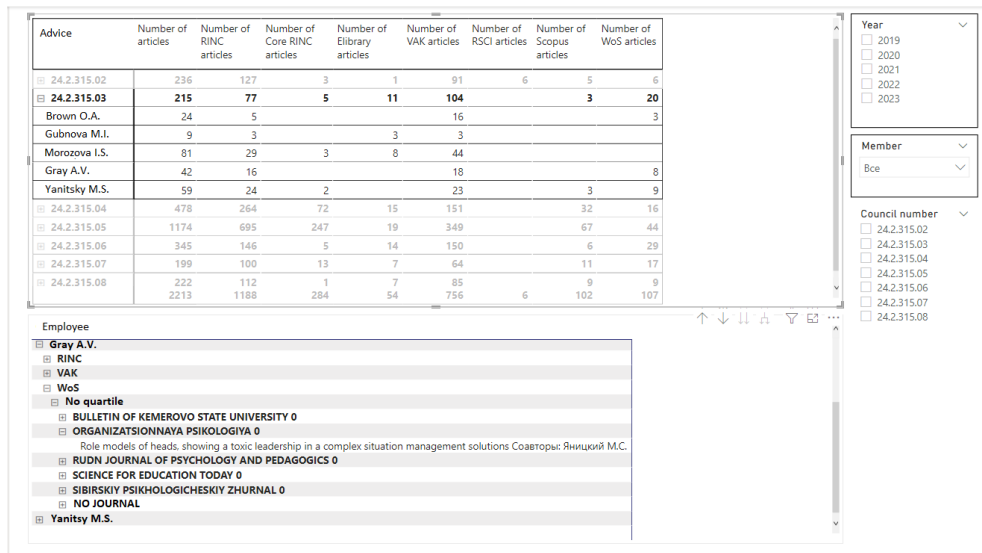 Advice Number of articles Number of RINC articles Number of Core RINC articles Number of Elibrary articles Number of VAK articles Number of RSCI articles Number of Scopus articles Number of WoS articles
24.2.315.02 236 127 3 1 91 6 5 6
24.2.315.03 215 77 5 11 104 3 20
Brown O.A. 24 5 16 3
Gubnova M.I. 9 3 3 3
Morozova I.S. 81 29 3 8 44
Gray A.V. 42 16 18 8
Yanitsky M.S. 59 24 2 23 3 9
24.2.315.04 478 264 72 15 151 32 16
24.2.315.05 1174 695 247 19 349 67 44
24.2.315.06 345 146 5 14 150 6 29
24.2.315.07 199 100 13 7 64 11 17
24.2.315.08 222 112 1 7 85 9 9
2213 1188 284 54 756 6 102 107
Year
2019
2020
2021
2022
2023
Member
Все
Council number
24.2.315.02
24.2.315.03
24.2.315.04
24.2.315.05
24.2.315.06
24.2.315.07
24.2.315.08
Employee
Gray A.V.
RINC
VAK
WoS
No quartile
BULLETIN OF KEMEROVO STATE UNIVERSITY 0
ORGANIZATSIONNAYA PSIKOLOGIYA 0
Role models of heads, showing a toxic leadership in a complex situation management solutions Соавторы: Яницкий М.С.
RUDN JOURNAL OF PSYCHOLOGY AND PEDAGOGICS 0
SCIENCE FOR EDUCATION TODAY 0
SIBIRSKIY PSIKHOLOGICHESKIY ZHURNAL 0
NO JOURNAL
Yanitsy M.S.